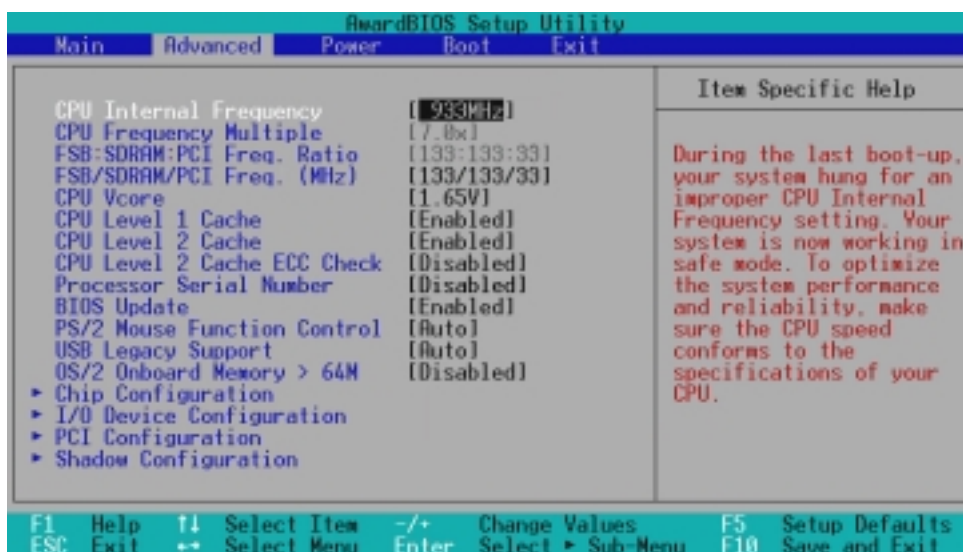 AwardBIOS Setup Utility
Main Advanced Power Boot Exit
CPU Internal Frequency [ 933MHz]
CPU Frequency Multiple [7.0x]
FSB:SDRAM:PCI Freq. Ratio [133:133:33]
FSB/SDRAM/PCI Freq. (MHz) [133/133/33]
CPU Vcore [1.65V]
CPU Level 1 Cache [Enabled]
CPU Level 2 Cache [Enabled]
CPU Level 2 Cache ECC Check [Disabled]
Processor Serial Number [Disabled]
BIOS Update [Enabled]
PS/2 Mouse Function Control [Auto]
USB Legacy Support [Auto]
OS/2 Onboard Memory > 64M [Disabled]
► Chip Configuration
► I/O Device Configuration
► PCI Configuration
► Shadow Configuration
Item Specific Help
During the last boot-up,
your system hung for an
improper CPU Internal
Frequency setting. Your
system is now working in
safe mode. To optimize
the system performance
and reliability, make
sure the CPU speed
conforms to the
specifications of your
CPU.
F1 Help ↑↓ Select Item -/+ Change Values F5 Setup Defaults
ESC Exit ←→ Select Menu Enter Select ► Sub-Menu F10 Save and Exit